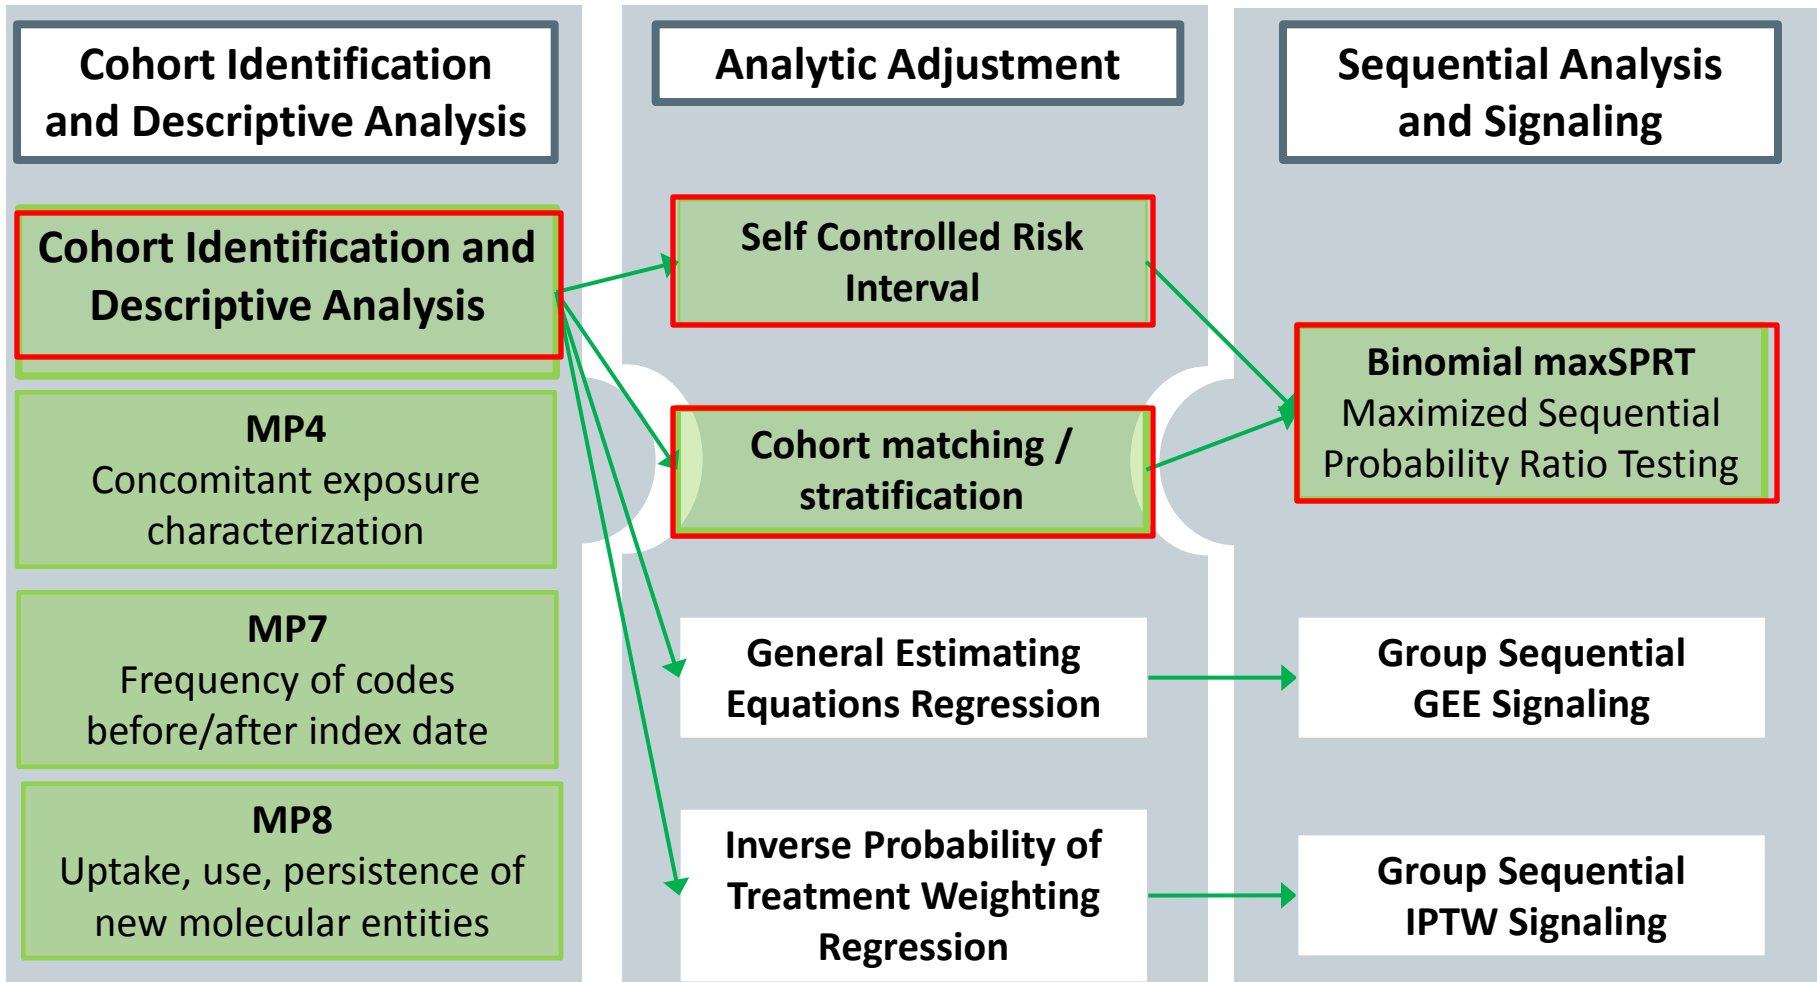 Cohort Identification
and Descriptive Analysis
Cohort Identification and
Descriptive Analysis
MP4
Concomitant exposure
characterization
MP7
Frequency of codes
before/after index date
MP8
Uptake, use, persistence of
new molecular entities
Analytic Adjustment
Self Controlled Risk
Interval
Cohort matching /
stratification
General Estimating
Equations Regression
Inverse Probability of
Treatment Weighting
Regression
Sequential Analysis
and Signaling
Binomial maxSPRT
Maximized Sequential
Probability Ratio Testing
Group Sequential
GEE Signaling
Group Sequential
IPTW Signaling